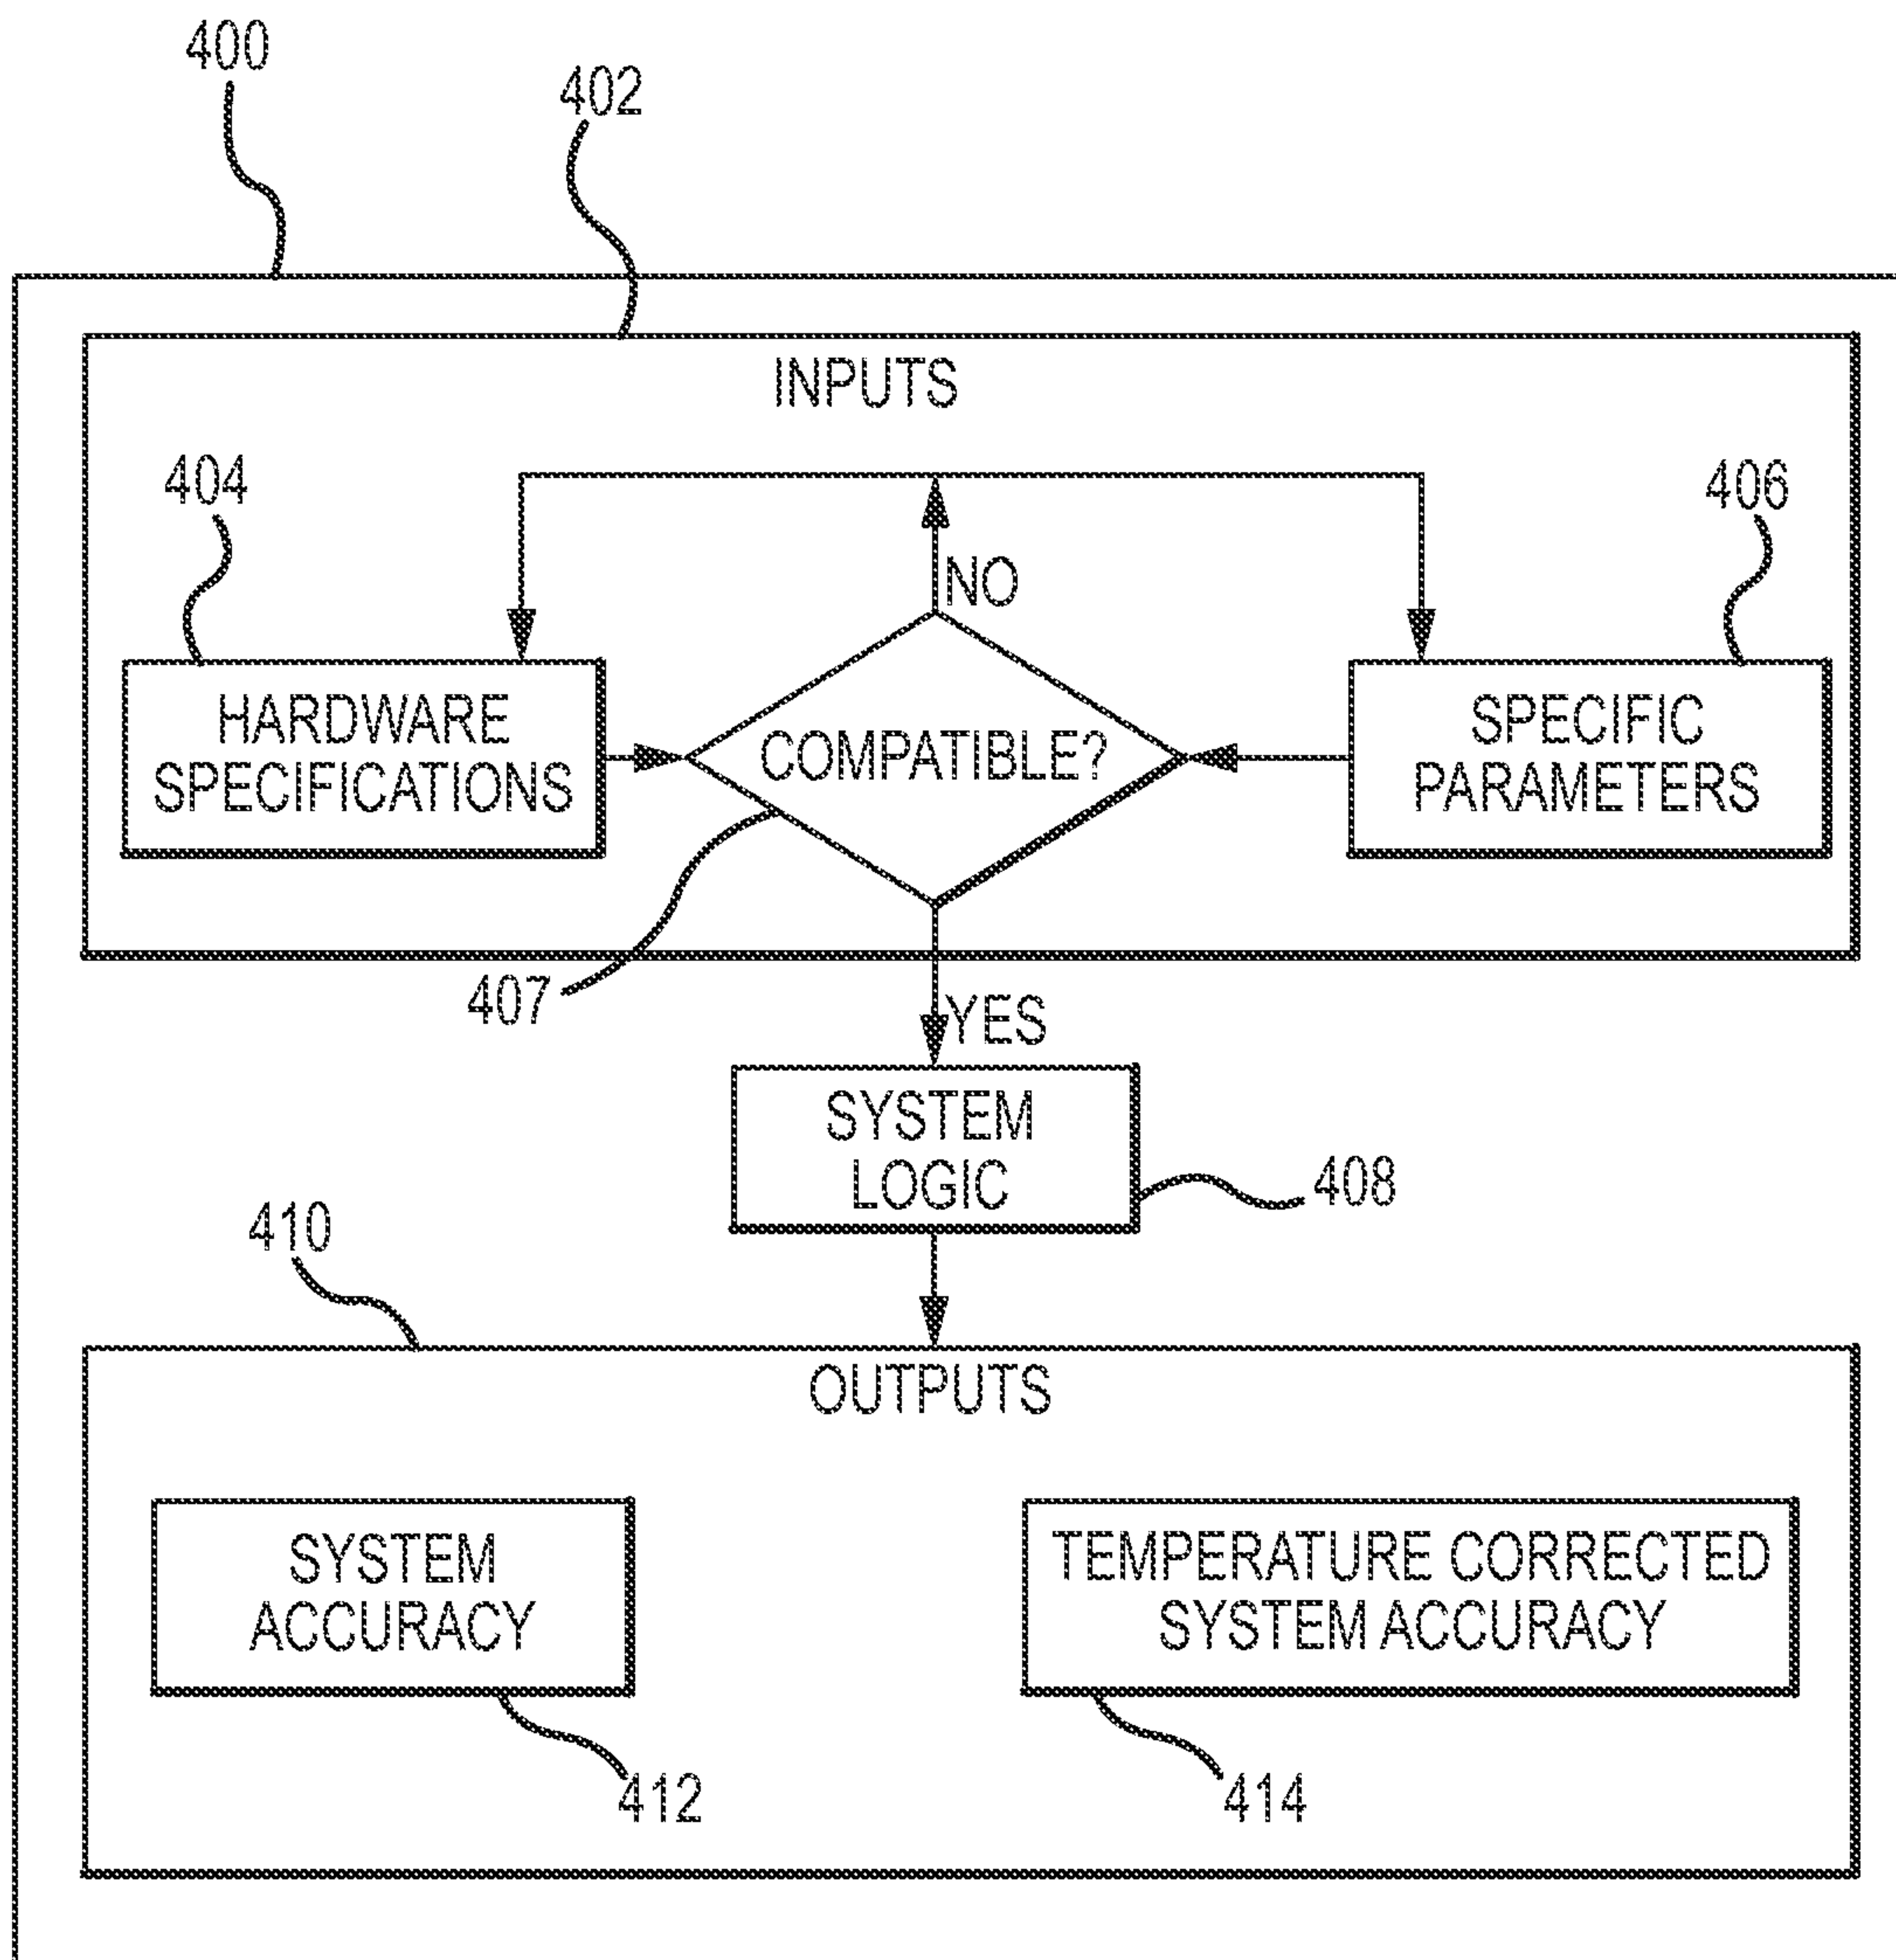 400
402
INPUTS
404
406
NO
HARDWARE
SPECIFICATIONS
COMPATIBLE?
SPECIFIC
PARAMETERS
407
YES
SYSTEM
LOGIC
408
410
OUTPUTS
SYSTEM
ACCURACY
TEMPERATURE CORRECTED
SYSTEM ACCURACY
412
414